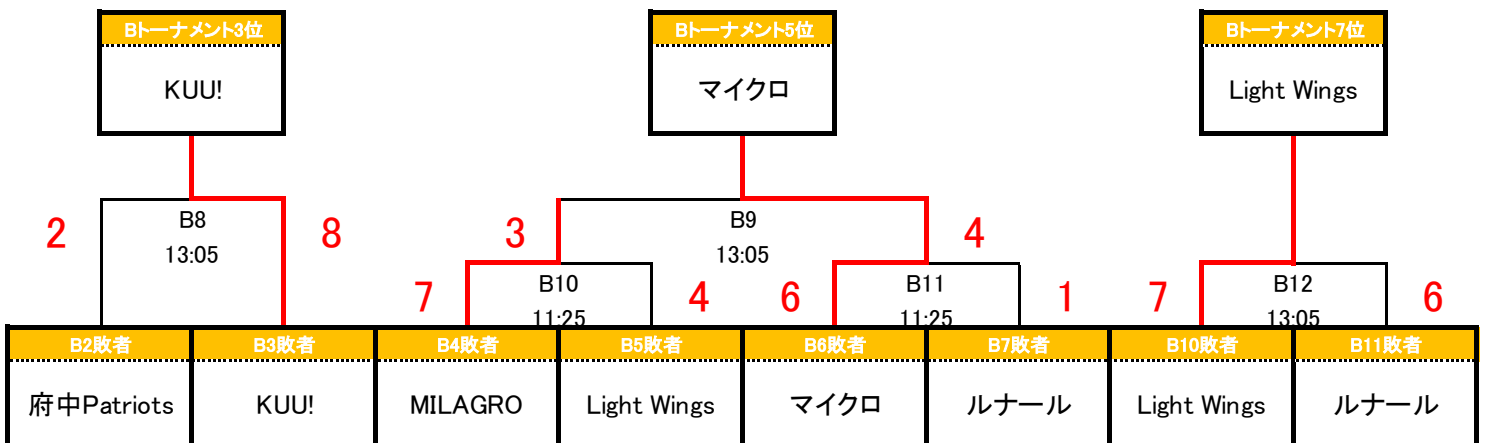 Bトーナメント3位
Bトーナメント5位
Bトーナメント7位
KUU!
マイクロ
Light Wings
2
B8
13:05
8
3
B9
13:05
4
7
B10
11:25
4
6
B11
11:25
1
7
B12
13:05
6
B2敗者
B3敗者
B4敗者
B5敗者
B6敗者
B7敗者
B10敗者
B11敗者
府中Patriots
KUU!
MILAGRO
Light Wings
マイクロ
ルナール
Light Wings
ルナール